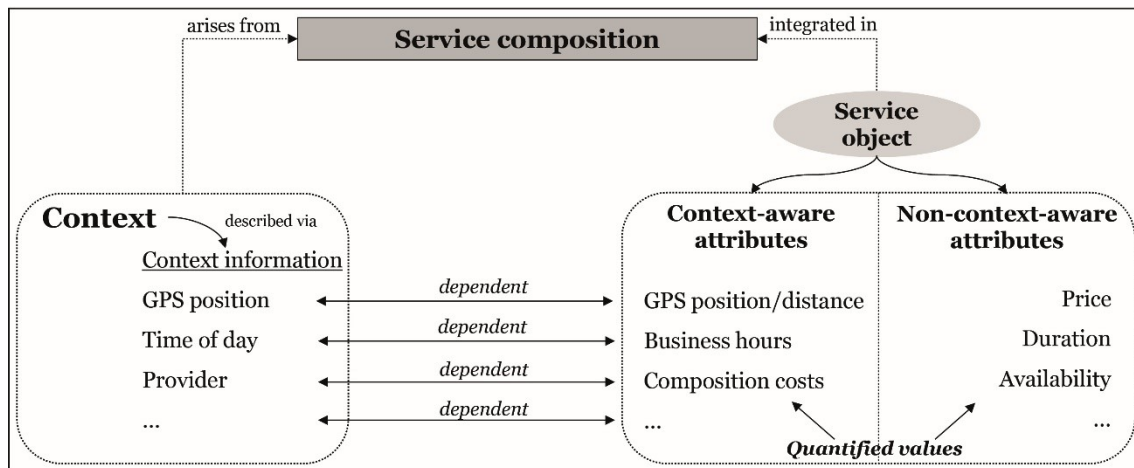 arises from
Service composition
integrated in
Service
object
Context
described via
Context information
GPS position
Time of day
Provider
...
dependent
dependent
dependent
dependent
Context-aware
attributes
GPS position/distance
Business hours
Composition costs
...
Non-context-aware
attributes
Price
Duration
Availability
...
Quantified values